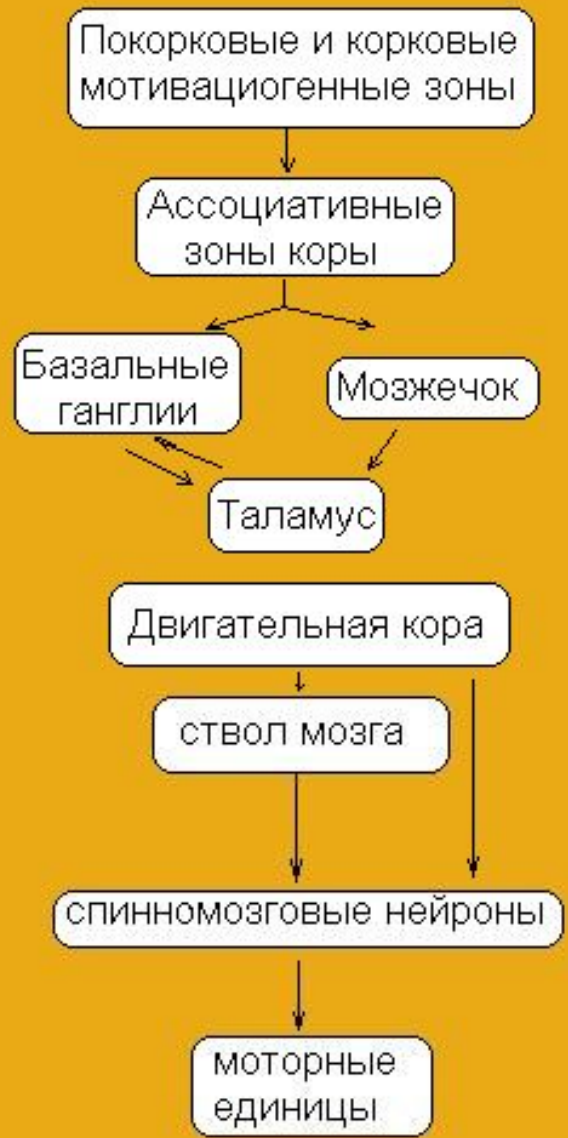 Покорковые и корковые
мотивациогенные зоны
Ассоциативные
зоны коры
Базальные
ганглии
Мозжечок
Таламус
Двигательная кора
ствол мозга
спинномозговые нейроны
моторные
единицы